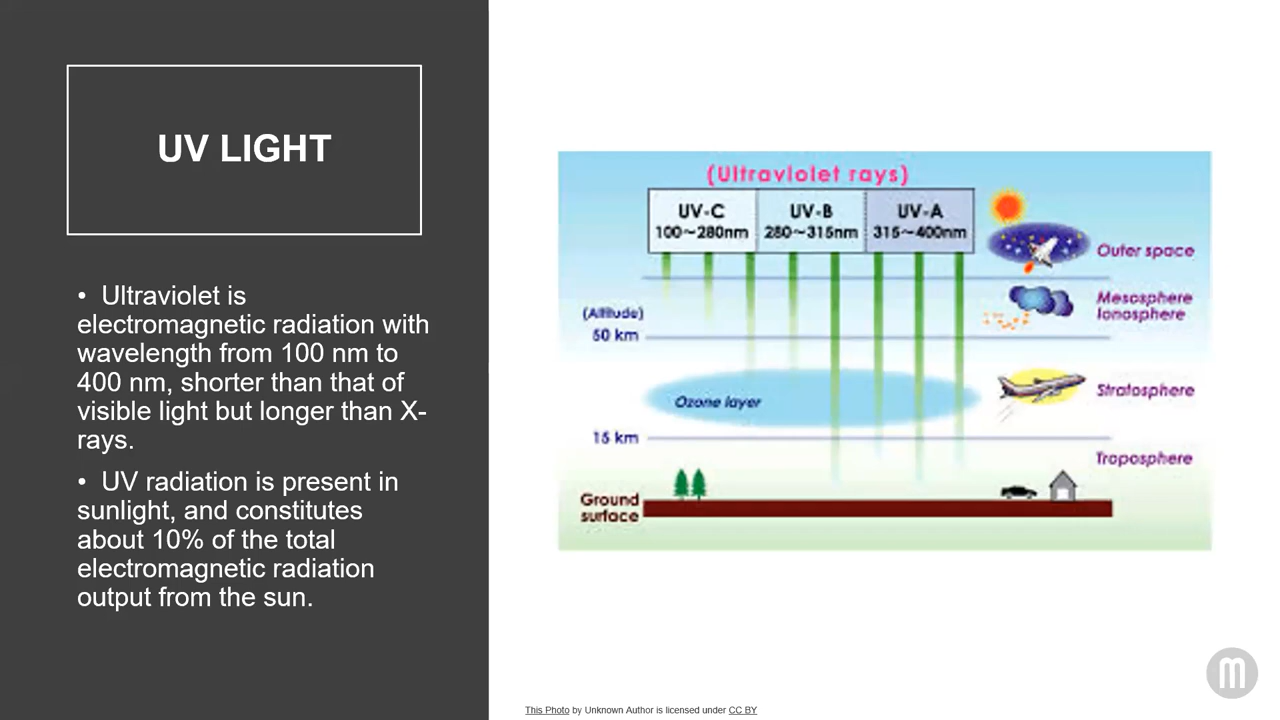 UV LIGHT
• Ultraviolet is
electromagnetic radiation with
wavelength from 100 nm to
400 nm, shorter than that of
visible light but longer than X-
rays.
• UV radiation is present in
sunlight, and constitutes
about 10% of the total
electromagnetic radiation
output from the sun.
(Ultraviolet rays)
UV-C
100~280nm
UV-B
280~315nm
UV-A
315~400nm
Outer space
Mesosphere
Ionosphere
(Altitude)
50 km
Stratosphere
Ozone layer
15 km
Troposphere
Ground
surface
This Photo by Unknown Author is licensed under CC BY
m